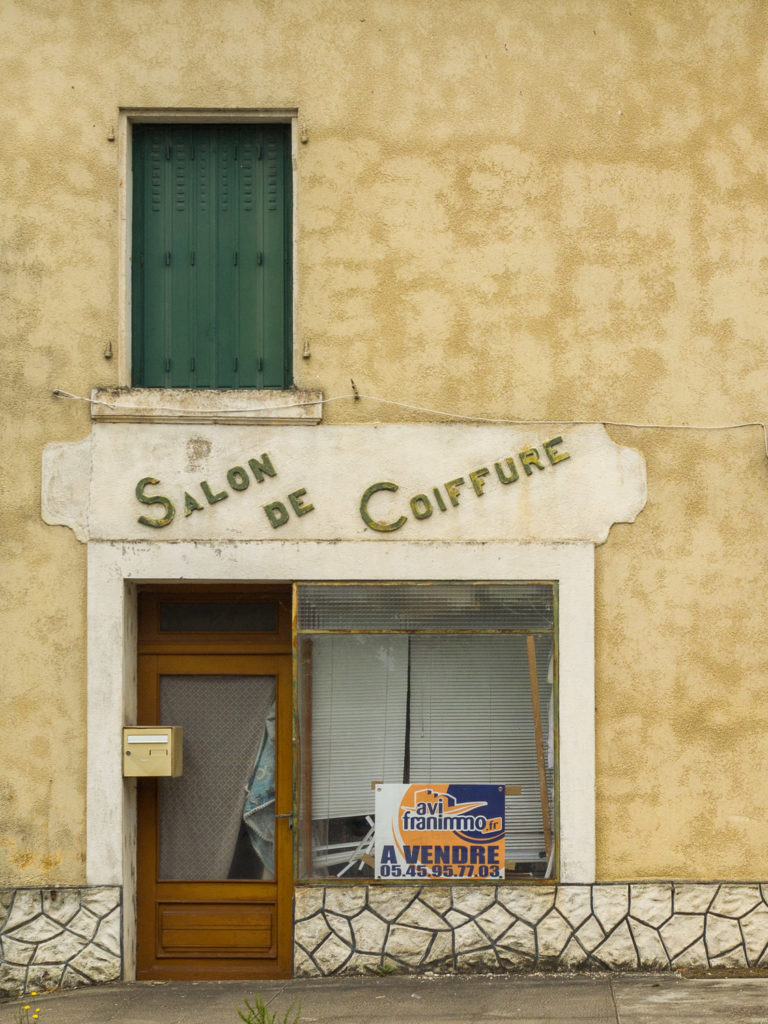 SALON DE COIFFURE
avi
franimmo.fr
A VENDRE
05.45.95.77.03